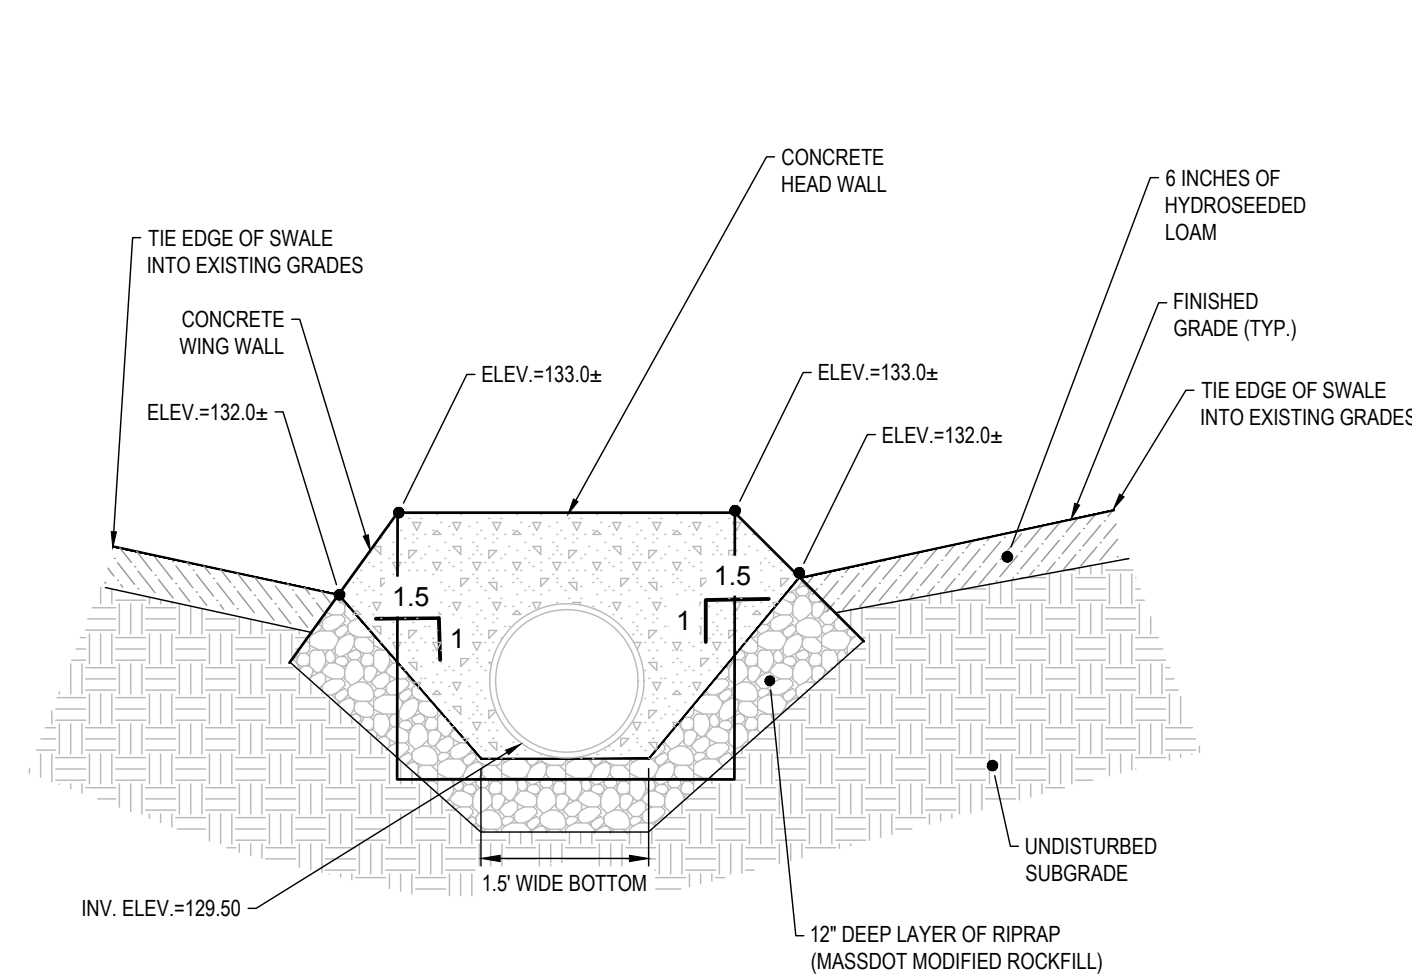 CONCRETE
HEAD WALL
6 INCHES OF
HYDROSEEDED
LOAM
TIE EDGE OF SWALE
INTO EXISTING GRADES
CONCRETE
WING WALL
FINISHED
GRADE (TYP.)
ELEV.=133.0±
ELEV.=133.0±
TIE EDGE OF SWALE
INTO EXISTING GRADES
ELEV.=132.0±
ELEV.=132.0±
1.5
1
1.5
1
UNDISTURBED
SUBGRADE
1.5' WIDE BOTTOM
INV. ELEV.=129.50
12" DEEP LAYER OF RIPRAP
(MASSDOT MODIFIED ROCKFILL)